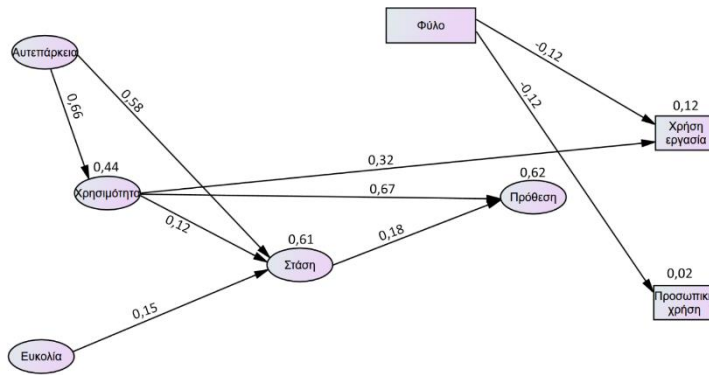 Φύλο
Αυτεπάρκεια
-0,12
-0,12
0,58
0,66
0,12
Χρήση
εργασία
0,44
0,32
Χρησιμότητα
0,67
0,62
Πρόθεση
0,12
0,61
0,18
Στάση
0,02
Προσωπική
χρήση
0,15
Ευκολία